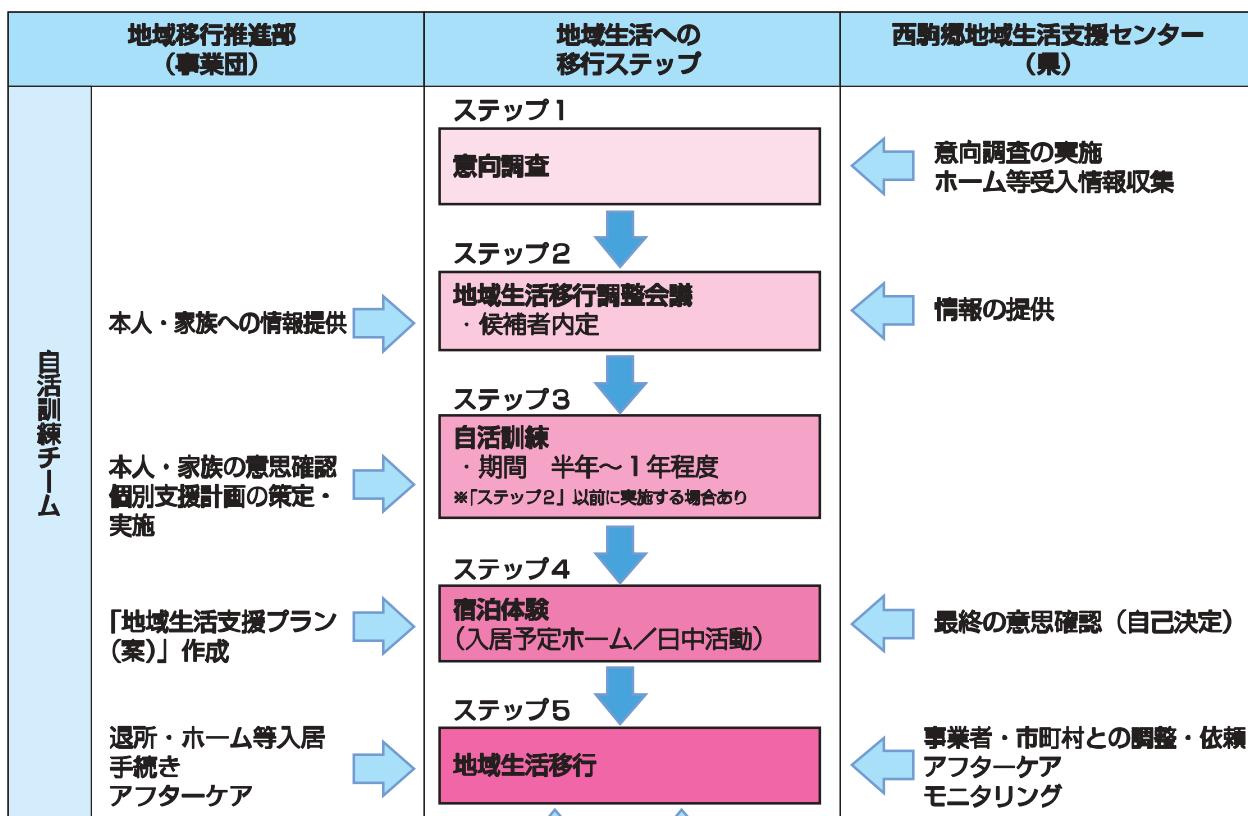 地域移行推進部
（事業団）
地域生活への
移行ステップ
西駒郷地域生活支援センター
（県）
自活訓練チーム
ステップ１
意向調査
意向調査の実施
ホーム等受入情報収集
ステップ２
本人・家族への情報提供
地域生活移行調整会議
・候補者内定
情報の提供
ステップ３
本人・家族の意思確認
個別支援計画の策定・
実施
自活訓練
・期間　半年～１年程度
※「ステップ２」以前に実施する場合あり
ステップ４
「地域生活支援プラン
（案）」作成
宿泊体験
（入居予定ホーム／日中活動）
最終の意思確認（自己決定）
ステップ５
退所・ホーム等入居
手続き
アフターケア
地域生活移行
事業者・市町村との調整・依頼
アフターケア
モニタリング